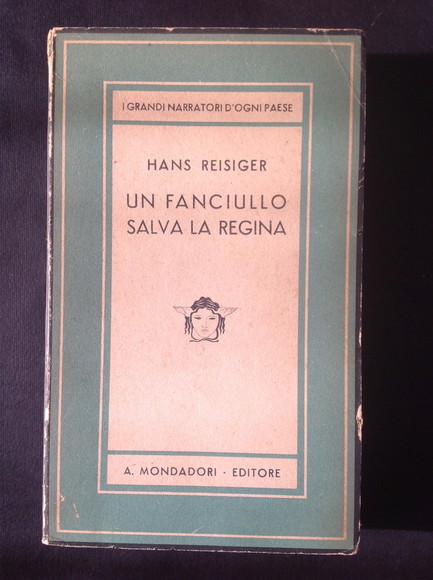 I GRANDI NARRATORI D'OGNI PAESE
HANS REISIGER
UN FANCIULLO
SALVA LA REGINA
A. MONDADORI · EDITORE